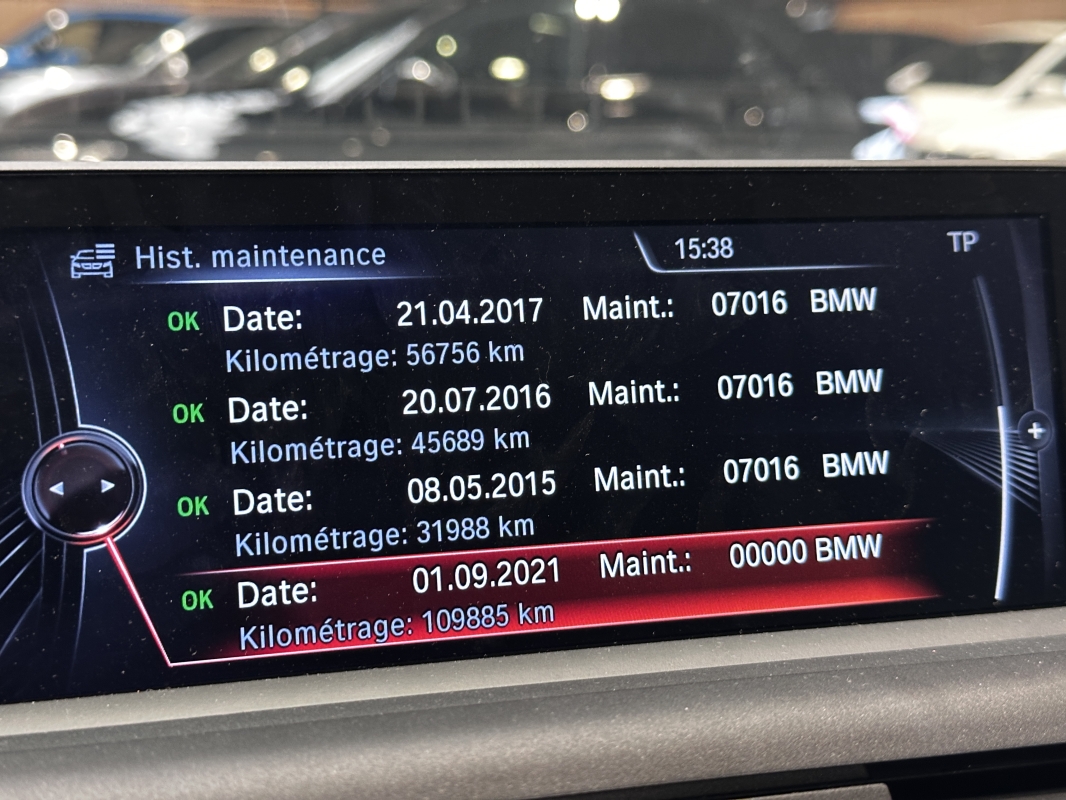 Hist. maintenance 15:38 TP
OK Date: 21.04.2017 Maint.: 07016 BMW
Kilométrage: 56756 km
OK Date: 20.07.2016 Maint.: 07016 BMW
Kilométrage: 45689 km
OK Date: 08.05.2015 Maint.: 07016 BMW
Kilométrage: 31988 km
OK Date: 01.09.2021 Maint.: 00000 BMW
Kilométrage: 109885 km